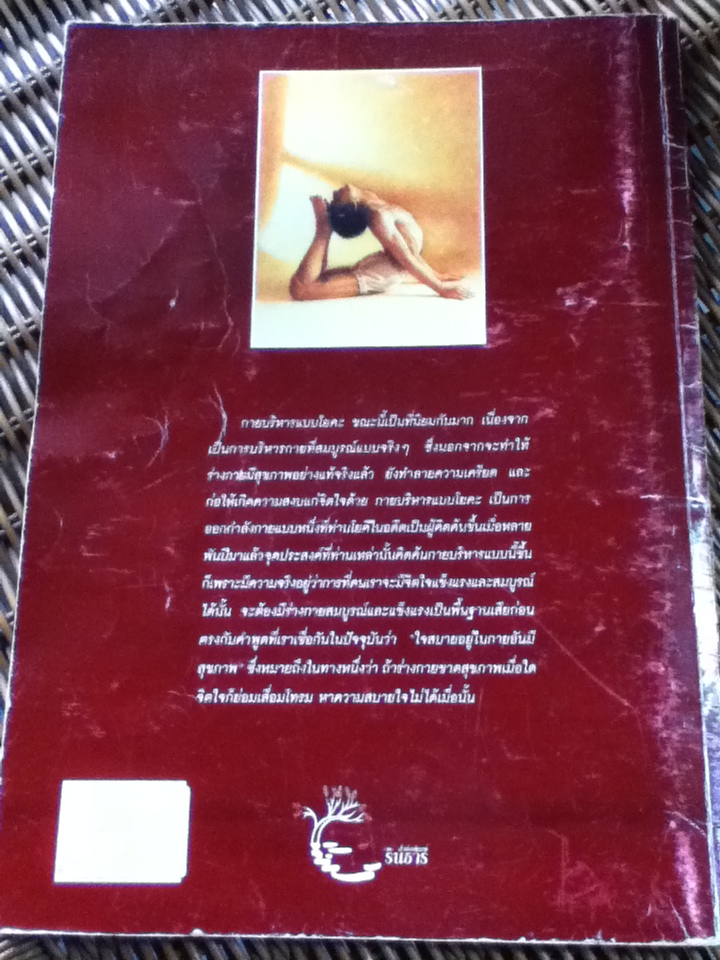 กายบริหารแบบโยคะ ขณะนี้เป็นที่นิยมกันมาก เนื่องจาก
เป็นการบริหารกายที่สมบูรณ์แบบจริงๆ ซึ่งนอกจากจะทำให้
ร่างกายมีสุขภาพอย่างแท้จริงแล้ว ยังทำลายความเครียด และ
ก่อให้เกิดความสงบแก่จิตใจด้วย กายบริหารแบบโยคะ เป็นการ
ออกกำลังกายแบบหนึ่งที่ท่านโยคีในอดีตเป็นผู้คิดค้นขึ้นเมื่อหลาย
พันปีมาแล้วจุดประสงค์ที่ท่านเหล่านั้นคิดค้นกายบริหารแบบนี้ขึ้น
ก็เพราะมีความจริงอยู่ว่าการที่คนเราจะมีจิตใจแข็งแรงและสมบูรณ์
ได้นั้น จะต้องมีร่างกายสมบูรณ์และแข็งแรงเป็นพื้นฐานเสียก่อน
ตรงกับคำพูดที่เราเชื่อกันในปัจจุบันว่า "ใจสบายอยู่ในกายอันมี
สุขภาพ" ซึ่งหมายถึงในทางหนึ่งว่า ถ้าร่างกายขาดสุขภาพเมื่อใด
จิตใจก็ย่อมเสื่อมโทรม หาความสบายใจไม่ได้เมื่อนั้น
สำนักพิมพ์
รินธาร